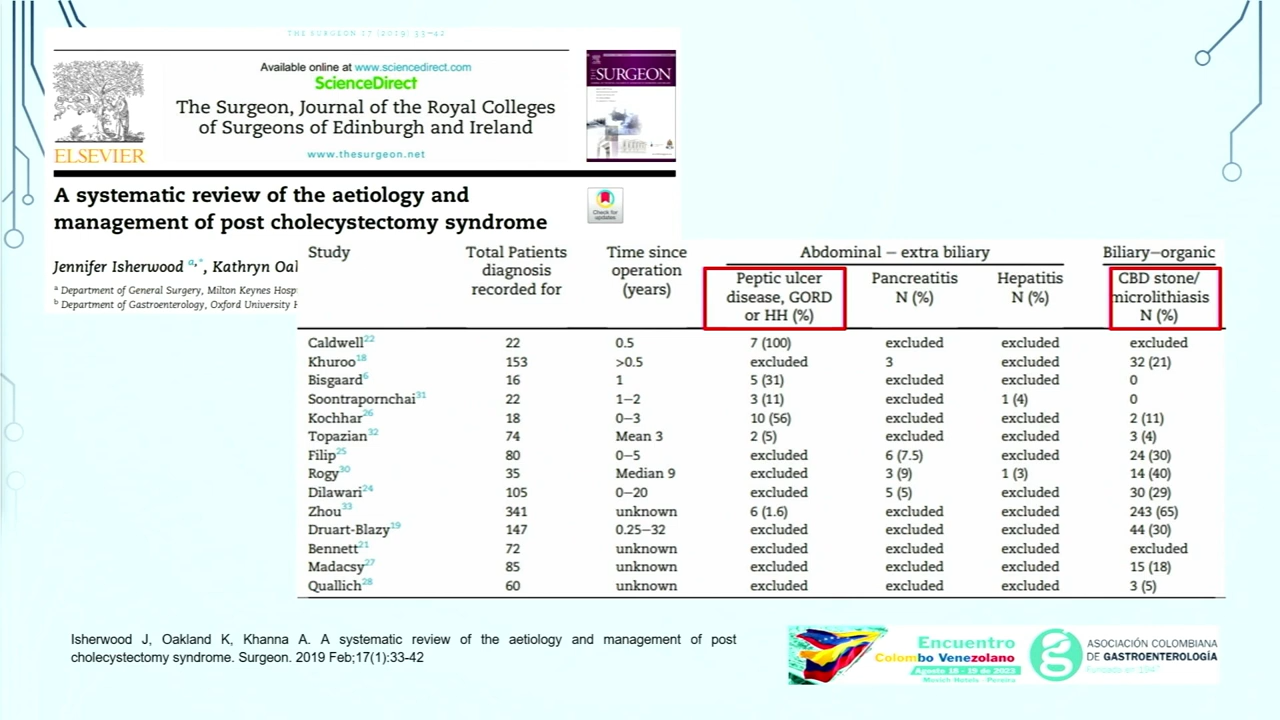 THE SURGEON 17 (2019) 33–42
Available online at www.sciencedirect.com
ScienceDirect
The Surgeon, Journal of the Royal Colleges
of Surgeons of Edinburgh and Ireland
www.thesurgeon.net
ELSEVIER
THE SURGEON
A systematic review of the aetiology and
management of post cholecystectomy syndrome
Check for
updates
Jennifer Isherwood a,*, Kathryn Oal
a Department of General Surgery, Milton Keynes Hosp
b Department of Gastroenterology, Oxford University H
Study Total Patients diagnosis recorded for Time since operation (years) Abdominal – extra biliary Biliary–organic
Peptic ulcer disease, GORD or HH (%) Pancreatitis N (%) Hepatitis N (%) CBD stone/ microlithiasis N (%)
Caldwell22 22 0.5 7 (100) excluded excluded excluded
Khuroo18 153 >0.5 excluded 3 excluded 32 (21)
Bisgaard6 16 1 5 (31) excluded excluded 0
Soontrapornchai31 22 1–2 3 (11) excluded 1 (4) 0
Kochhar26 18 0–3 10 (56) excluded excluded 2 (11)
Topazian32 74 Mean 3 2 (5) excluded excluded 3 (4)
Filip25 80 0–5 excluded 6 (7.5) excluded 24 (30)
Rogy30 35 Median 9 excluded 3 (9) 1 (3) 14 (40)
Dilawari24 105 0–20 excluded 5 (5) excluded 30 (29)
Zhou33 341 unknown 6 (1.6) excluded excluded 243 (65)
Druart-Blazy19 147 0.25–32 excluded excluded excluded 44 (30)
Bennett21 72 unknown excluded excluded excluded excluded
Madacsy27 85 unknown excluded excluded excluded 15 (18)
Quallich28 60 unknown excluded excluded excluded 3 (5)
Isherwood J, Oakland K, Khanna A. A systematic review of the aetiology and management of post
cholecystectomy syndrome. Surgeon. 2019 Feb;17(1):33-42
Encuentro
Colombo Venezolano
Agosto 18 - 19 de 2023
Movich Hotels - Pereira
ASOCIACIÓN COLOMBIANA
DE GASTROENTEROLOGÍA
Fundada en 1947